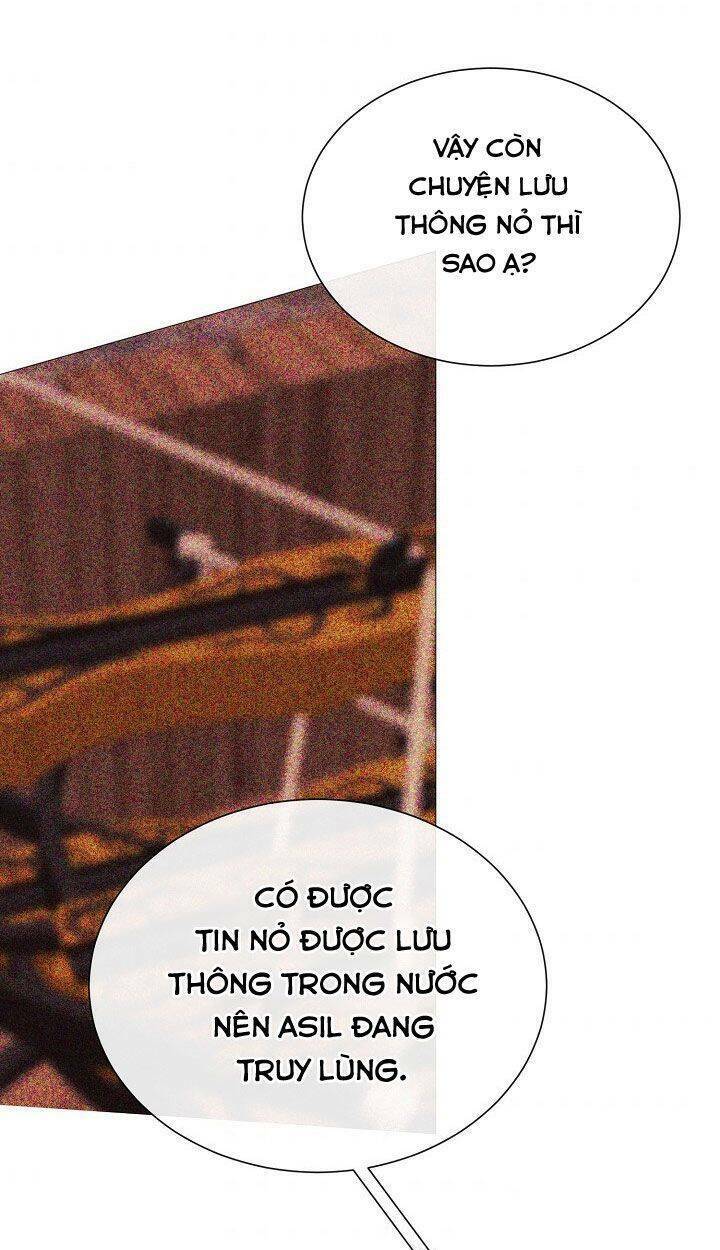 VẬY CÒN
CHUYỆN LƯU
THÔNG NỎ THÌ
SAO Ạ?
CÓ ĐƯỢC
TIN NỎ ĐƯỢC LƯU
THÔNG TRONG NƯỚC
NÊN ASIL ĐANG
TRUY LÙNG.